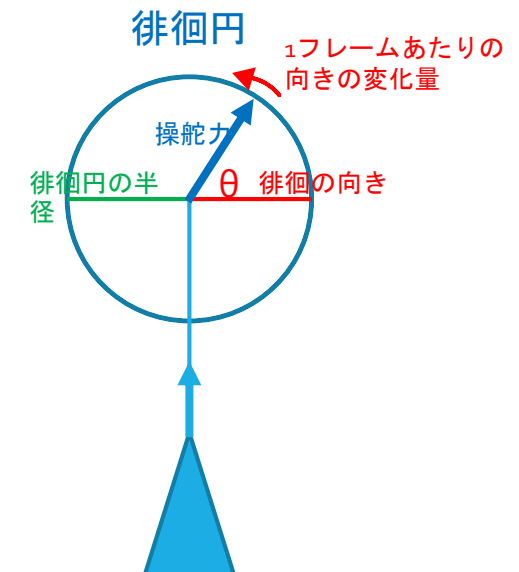 徘徊円
1フレームあたりの
向きの変化量
操舵力
徘徊円の半
径
θ
徘徊の向き